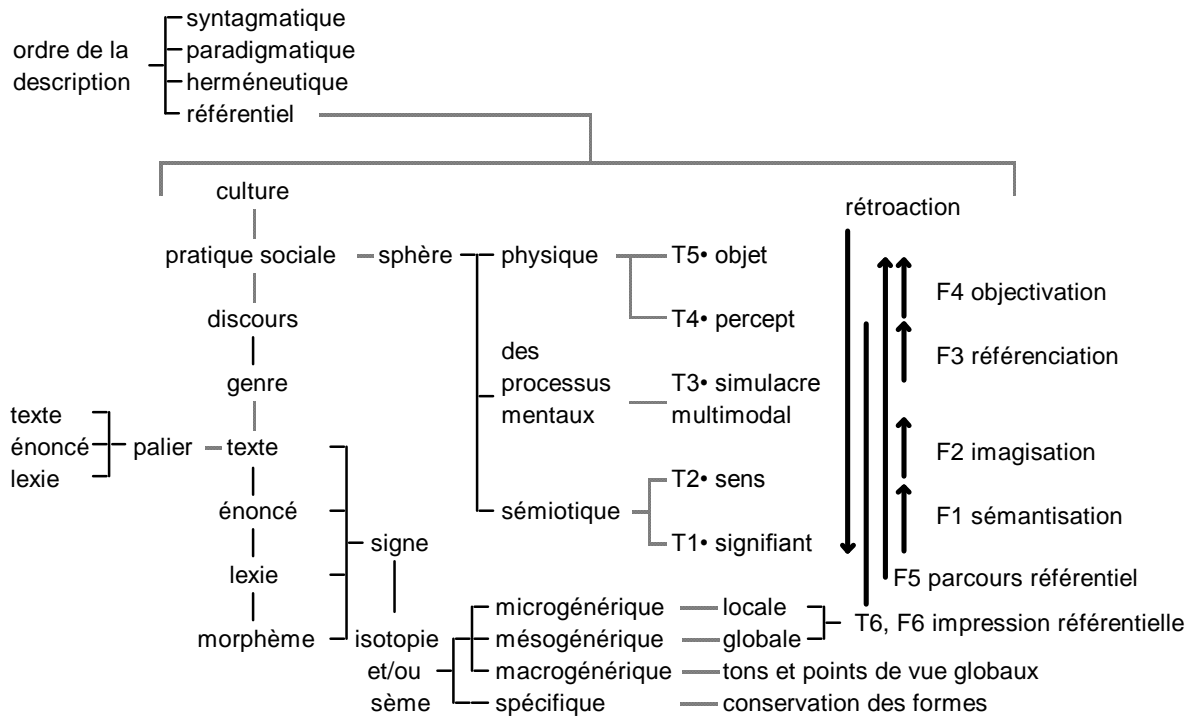 syntagmatique
ordre de la
description
paradigmatique
herméneutique
référentiel
culture
rétroaction
pratique sociale
sphère
physique
T5• objet
F4 objectivation
discours
T4• percept
des
processus
mentaux
F3 référenciation
genre
T3• simulacre
multimodal
texte
énoncé
lexie
palier
texte
F2 imagisation
T2• sens
énoncé
sémiotique
F1 sémantisation
signe
T1• signifiant
lexie
F5 parcours référentiel
microgénérique
locale
T6, F6 impression référentielle
morphème
isotopie
et/ou
sème
mésogénérique
globale
macrogénérique
tons et points de vue globaux
spécifique
conservation des formes